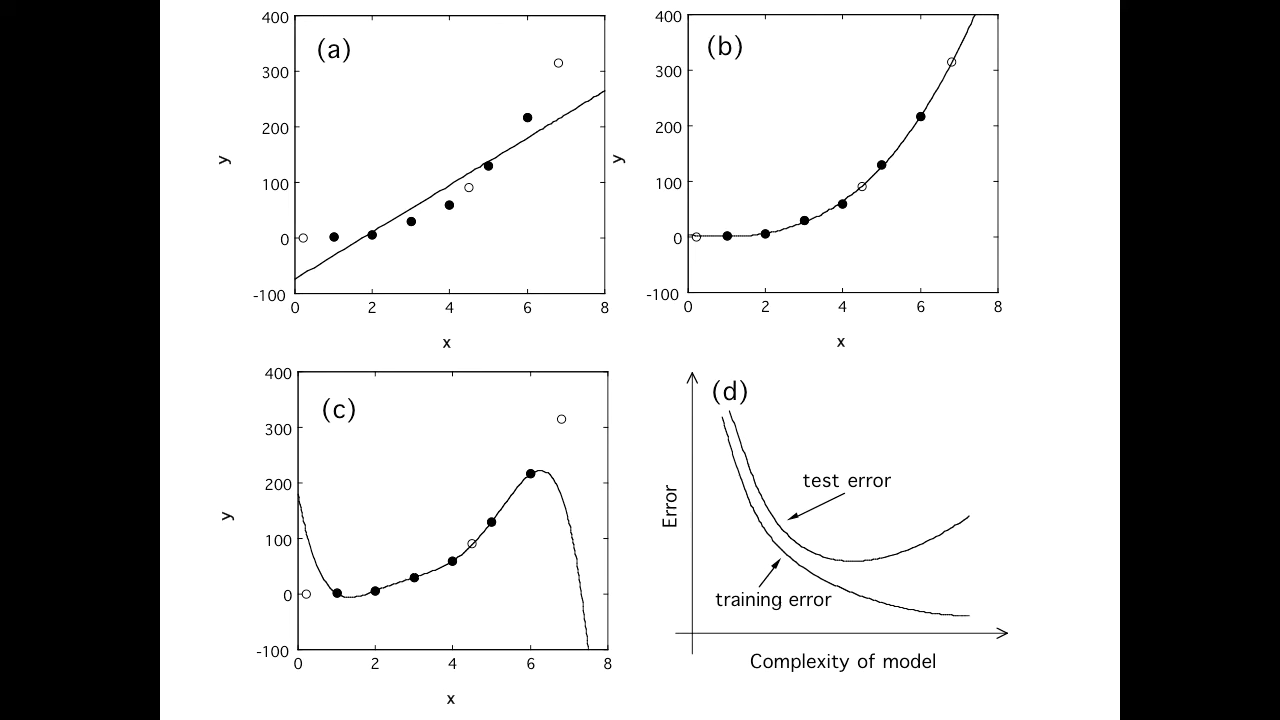 (a)
400
300
200
100
0
-100
0 2 4 6 8
y
x
(b)
400
300
200
100
0
-100
0 2 4 6 8
y
x
(c)
400
300
200
100
0
-100
0 2 4 6 8
y
x
(d)
Error
test error
training error
Complexity of model